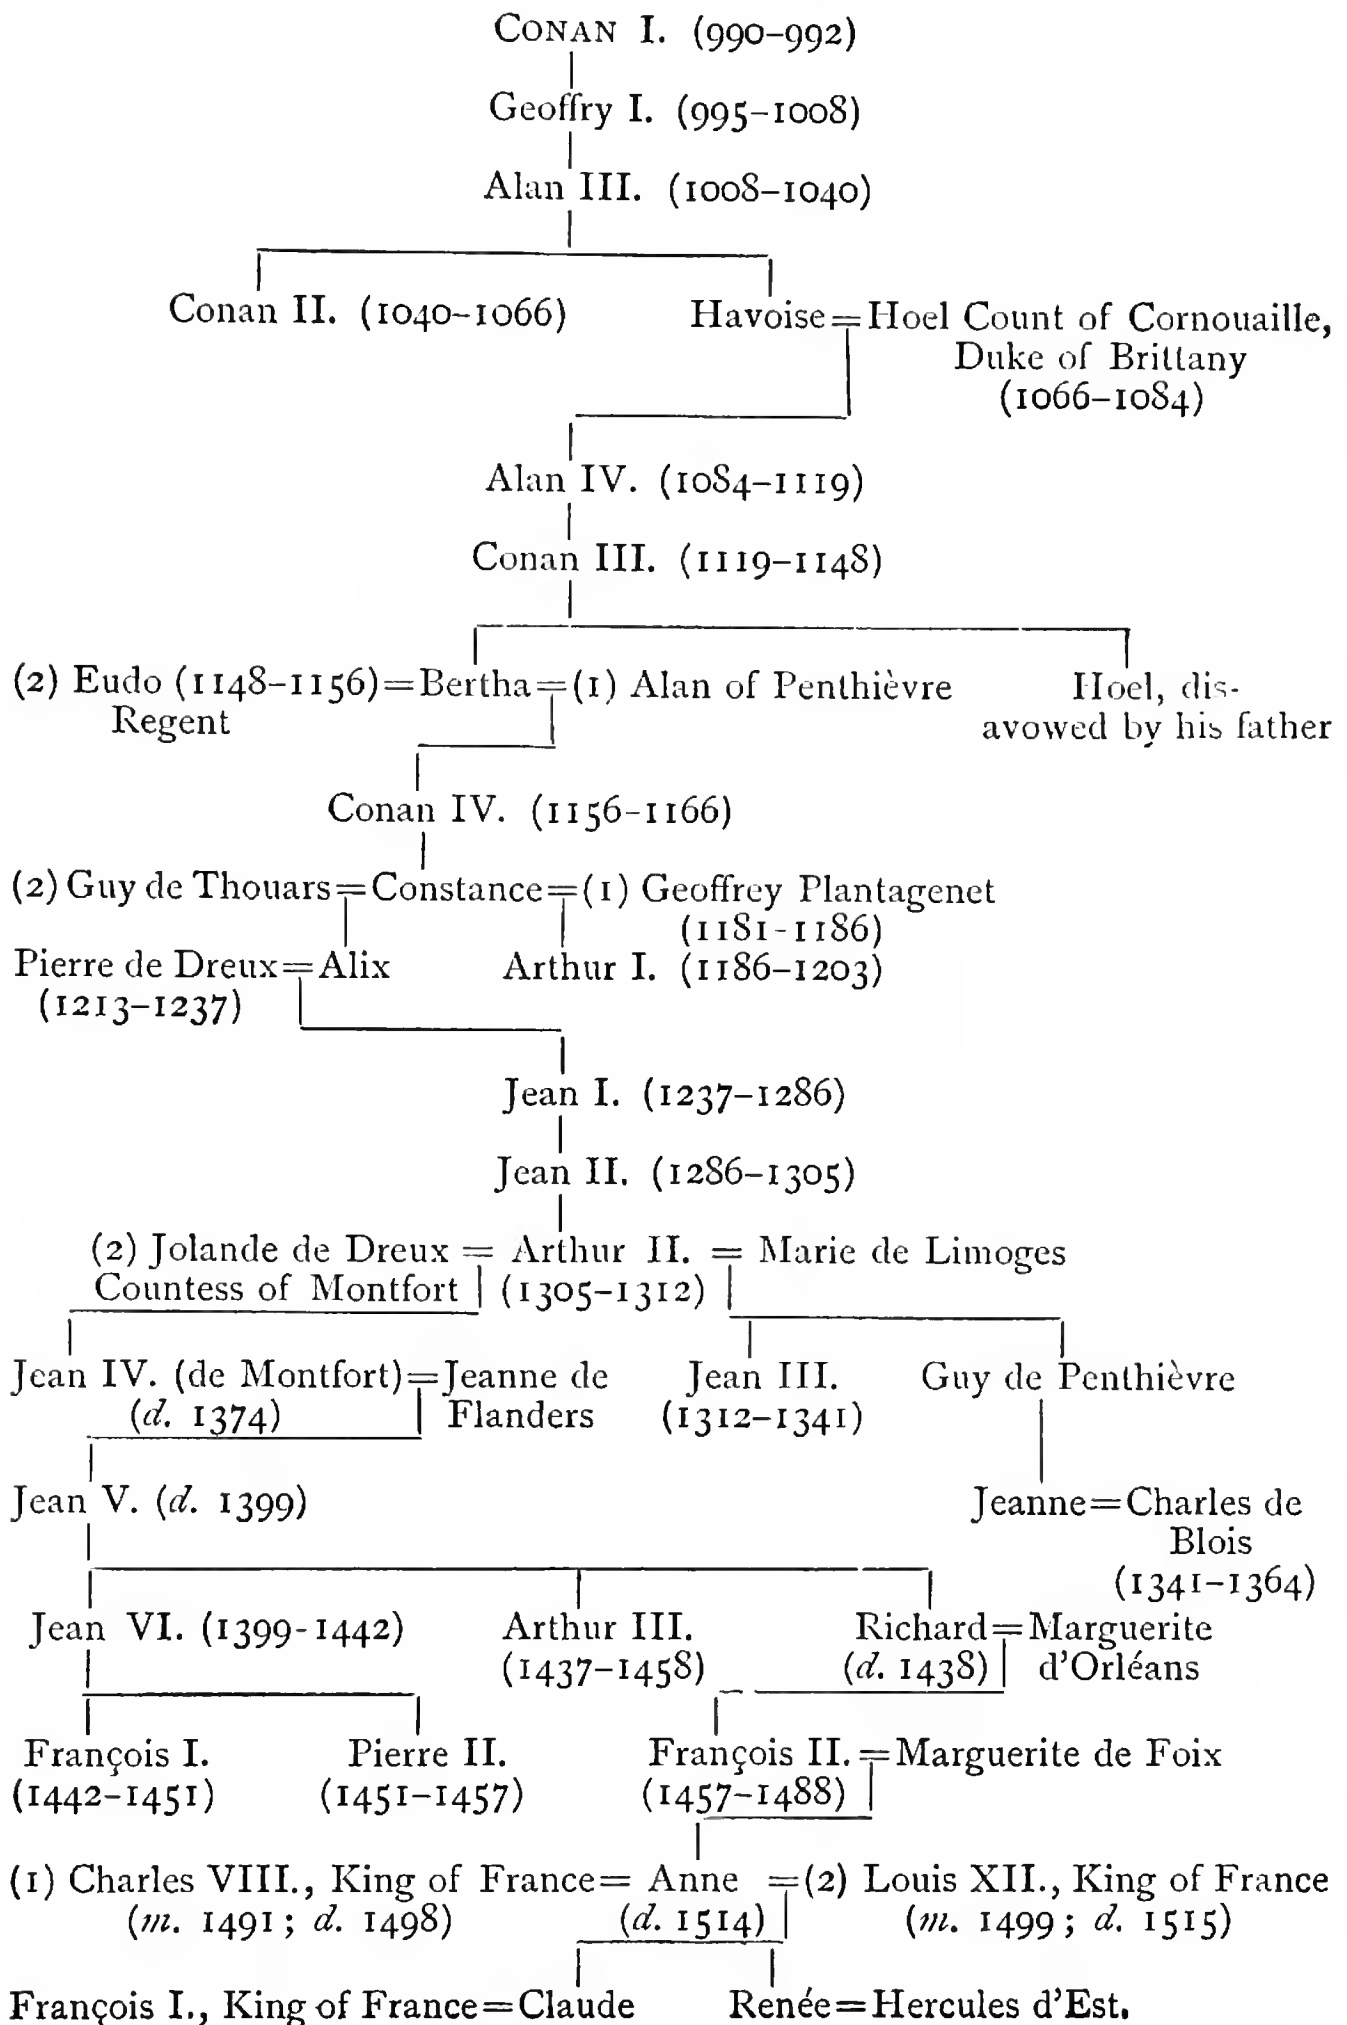 CONAN I. (990–992)
Geoffry I. (995–1008)
Alan III. (1008–1040)
Conan II. (1040–1066)
Havoise=Hoel Count of Cornouaille,
Duke of Brittany
(1066–1084)
Alan IV. (1084–1119)
Conan III. (1119–1148)
(2) Eudo (1148–1156)=Bertha=(1) Alan of Penthièvre
Regent
Hoel, dis-
avowed by his father
Conan IV. (1156-1166)
(2) Guy de Thouars=Constance=(1) Geoffrey Plantagenet
(1181-1186)
Pierre de Dreux=Alix
(1213–1237)
Arthur I. (1186–1203)
Jean I. (1237–1286)
Jean II. (1286–1305)
(2) Jolande de Dreux = Arthur II. = Marie de Limoges
Countess of Montfort (1305–1312)
Jean IV. (de Montfort)=Jeanne de
(d. 1374) Flanders
Jean III.
(1312–1341)
Guy de Penthièvre
Jean V. (d. 1399)
Jeanne=Charles de
Blois
(1341–1364)
Jean VI. (1399-1442)
Arthur III.
(1437–1458)
Richard=Marguerite
(d. 1438) d'Orléans
François I.
(1442–1451)
Pierre II.
(1451–1457)
François II.=Marguerite de Foix
(1457–1488)
(1) Charles VIII., King of France= Anne =(2) Louis XII., King of France
(m. 1491; d. 1498) (d. 1514) (m. 1499; d. 1515)
François I., King of France=Claude
Renée=Hercules d'Est.